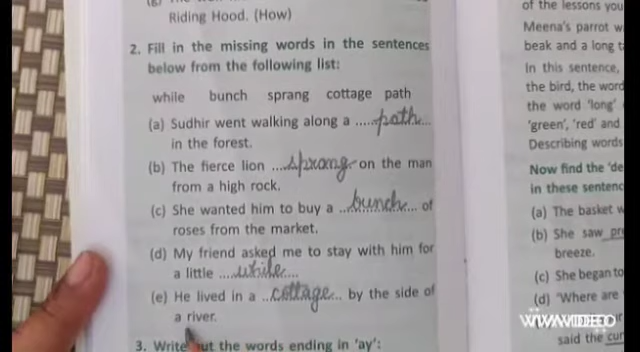 Riding Hood. (How)
2. Fill in the missing words in the sentences
below from the following list:
while bunch sprang cottage path
(a) Sudhir went walking along a .....path...
in the forest.
(b) The fierce lion ....sprang.. on the man
from a high rock.
(c) She wanted him to buy a ..bunch... of
roses from the market.
(d) My friend asked me to stay with him for
a little ....while....
(e) He lived in a ..cottage... by the side of
a river.
3. Write out the words ending in 'ay':
of the lessons you
Meena's parrot w
beak and a long t
In this sentence,
the bird, the word
the word 'long'
'green', 'red' and
Describing words
Now find the 'de
in these sentenc
(a) The basket w
(b) She saw pr
breeze.
(c) She began to
(d) 'Where are
said the cur